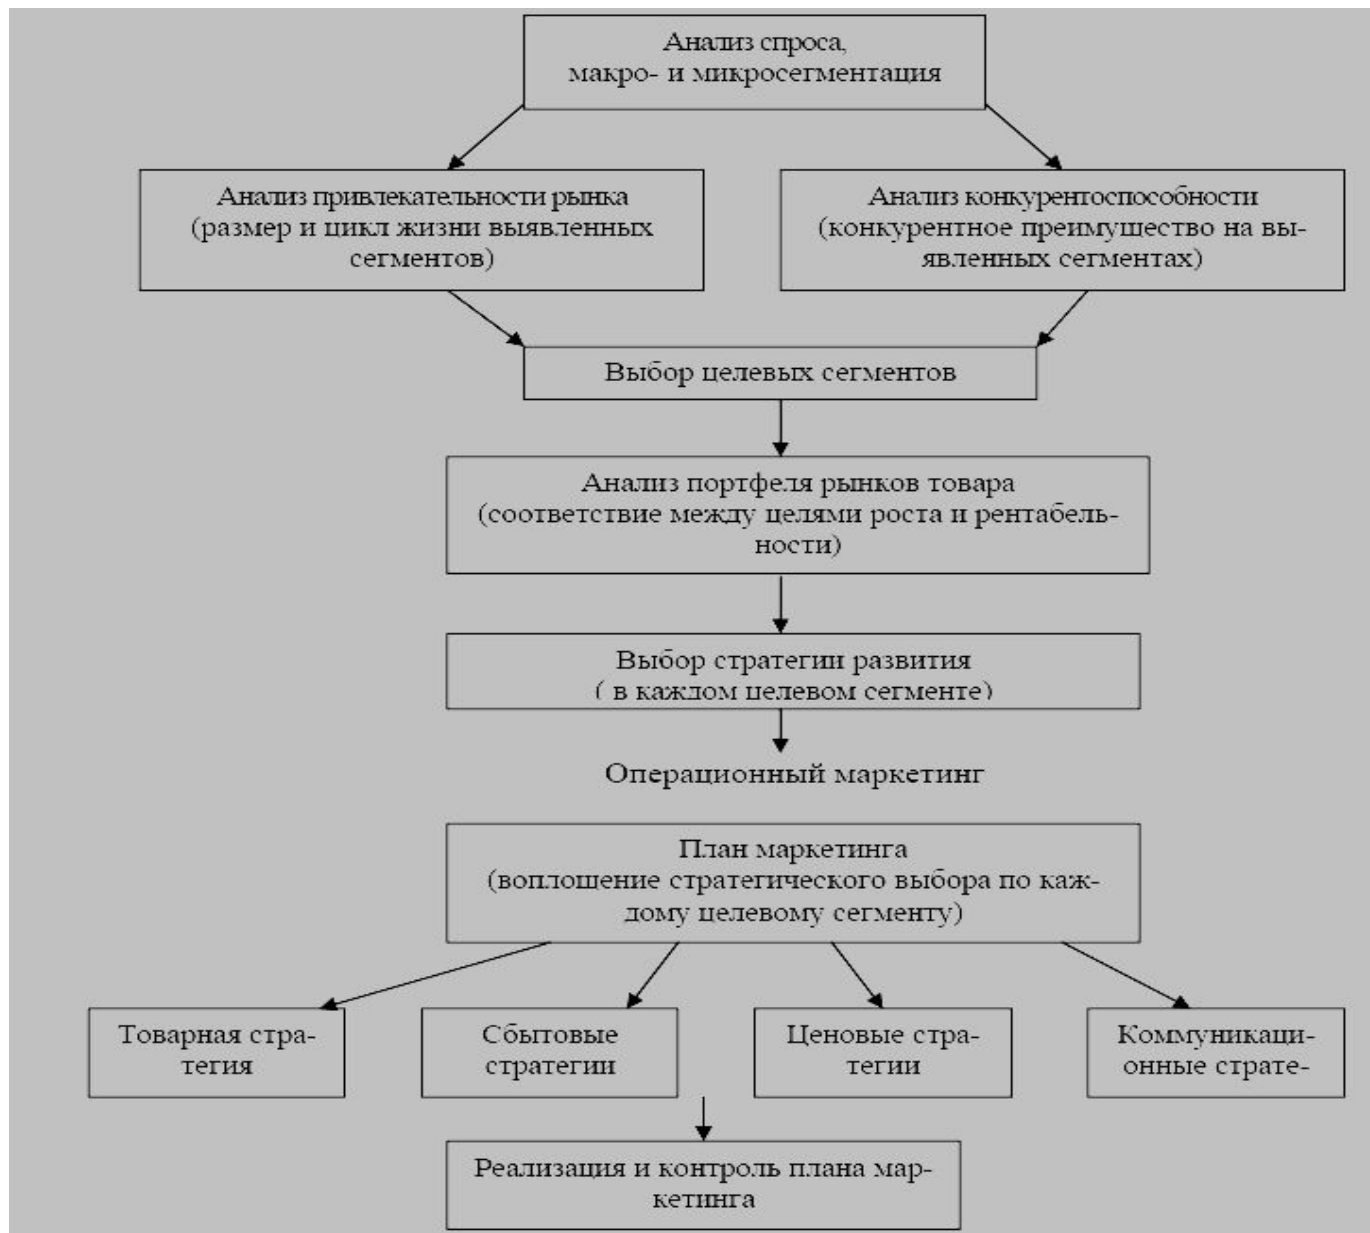 Анализ спроса,
макро- и микросегментация
Анализ привлекательности рынка
(размер и цикл жизни выявленных
сегментов)
Анализ конкурентоспособности
(конкурентное преимущество на вы-
явленных сегментах)
Выбор целевых сегментов
Анализ портфеля рынков товара
(соответствие между целями роста и рентабель-
ности)
Выбор стратегии развития
( в каждом целевом сегменте)
Операционный маркетинг
План маркетинга
(воплощение стратегического выбора по каж-
дому целевому сегменту)
Товарная стра-
тегия
Сбытовые
стратегии
Ценовые стра-
тегии
Коммуникаци-
онные страте-
Реализация и контроль плана мар-
кетинга